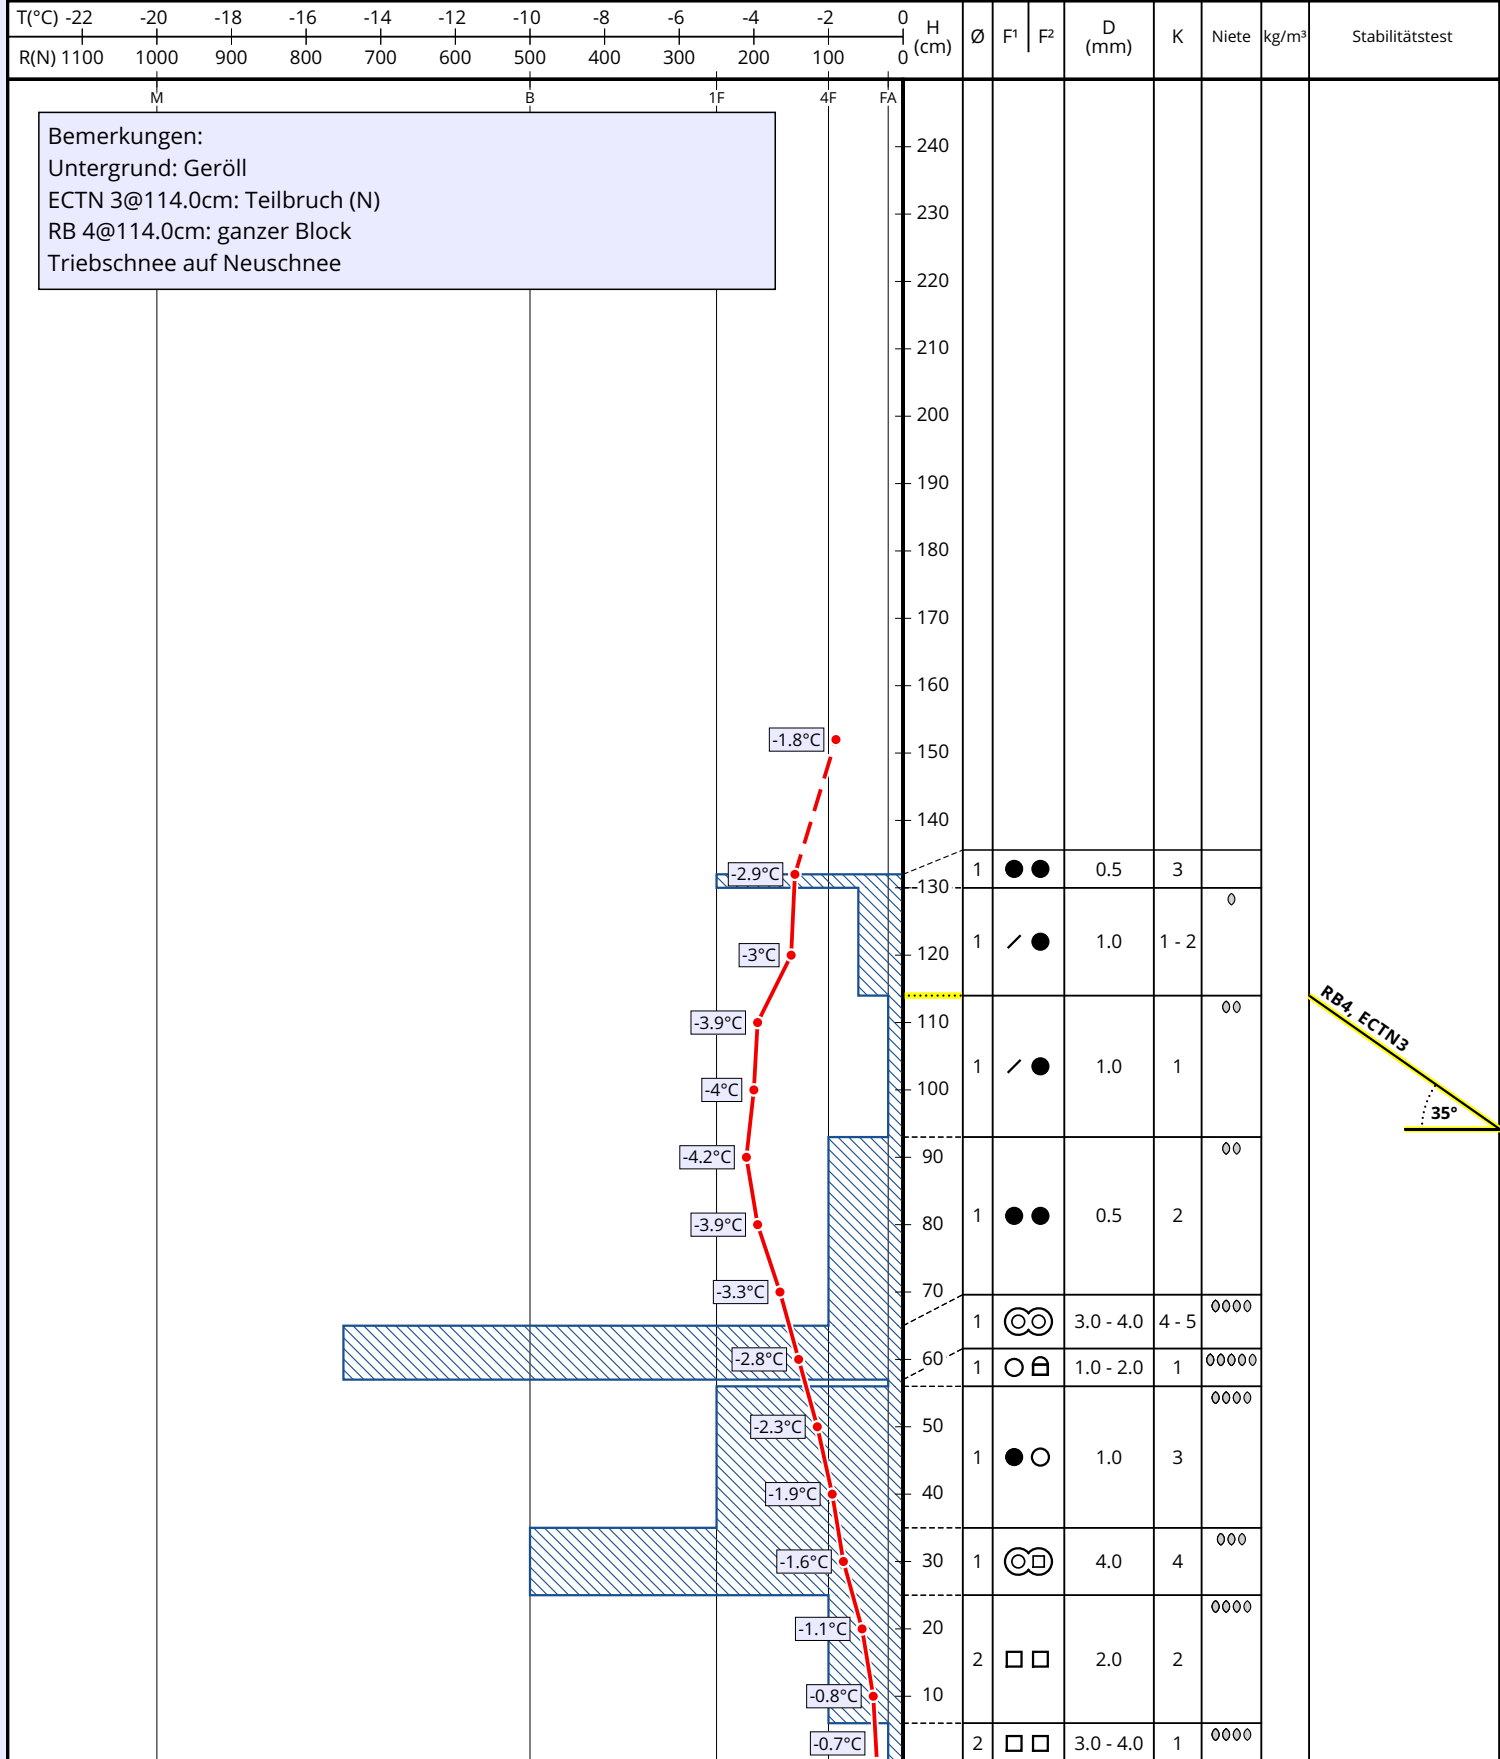 T(°C) -22 -20 -18 -16 -14 -12 -10 -8 -6 -4 -2 0
R(N) 1100 1000 900 800 700 600 500 400 300 200 100 0
H (cm) Ø F¹ F² D (mm) K Niete kg/m³ Stabilitätstest
M B 1F 4F FA
Bemerkungen:
Untergrund: Geröll
ECTN 3@114.0cm: Teilbruch (N)
RB 4@114.0cm: ganzer Block
Triebschnee auf Neuschnee
240
230
220
210
200
190
180
170
160
-1.8°C
150
140
1 0.5 3
-2.9°C
130
1 1.0 1 - 2
-3°C 120
RB4, ECTN3
-3.9°C 110
1 1.0 1
-4°C 100
35°
-4.2°C 90
1 0.5 2
-3.9°C 80
-3.3°C 70
1 3.0 - 4.0 4 - 5
-2.8°C 60
1 1.0 - 2.0 1
-2.3°C 50
1 1.0 3
-1.9°C 40
-1.6°C 30 1 4.0 4
-1.1°C 20
2 2.0 2
-0.8°C 10
-0.7°C 2 3.0 - 4.0 1